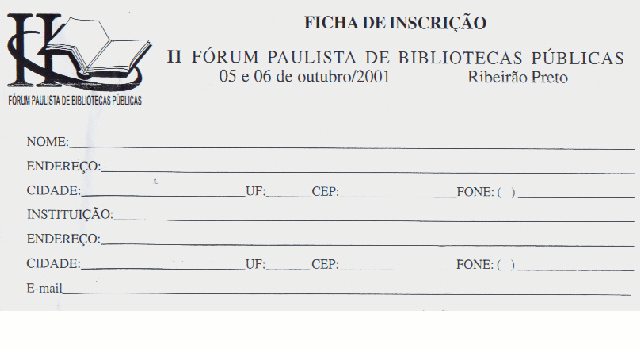 FICHA DE INSCRIÇÃO
II FÓRUM PAULISTA DE BIBLIOTECAS PÚBLICAS
05 e 06 de outubro/2001 Ribeirão Preto
FÓRUM PAULISTA DE BIBLIOTECAS PÚBLICAS
NOME:
ENDEREÇO:
CIDADE: UF: CEP: FONE: ( )
INSTITUIÇÃO:
ENDEREÇO:
CIDADE: UF: CEP: FONE: ( )
E-mail